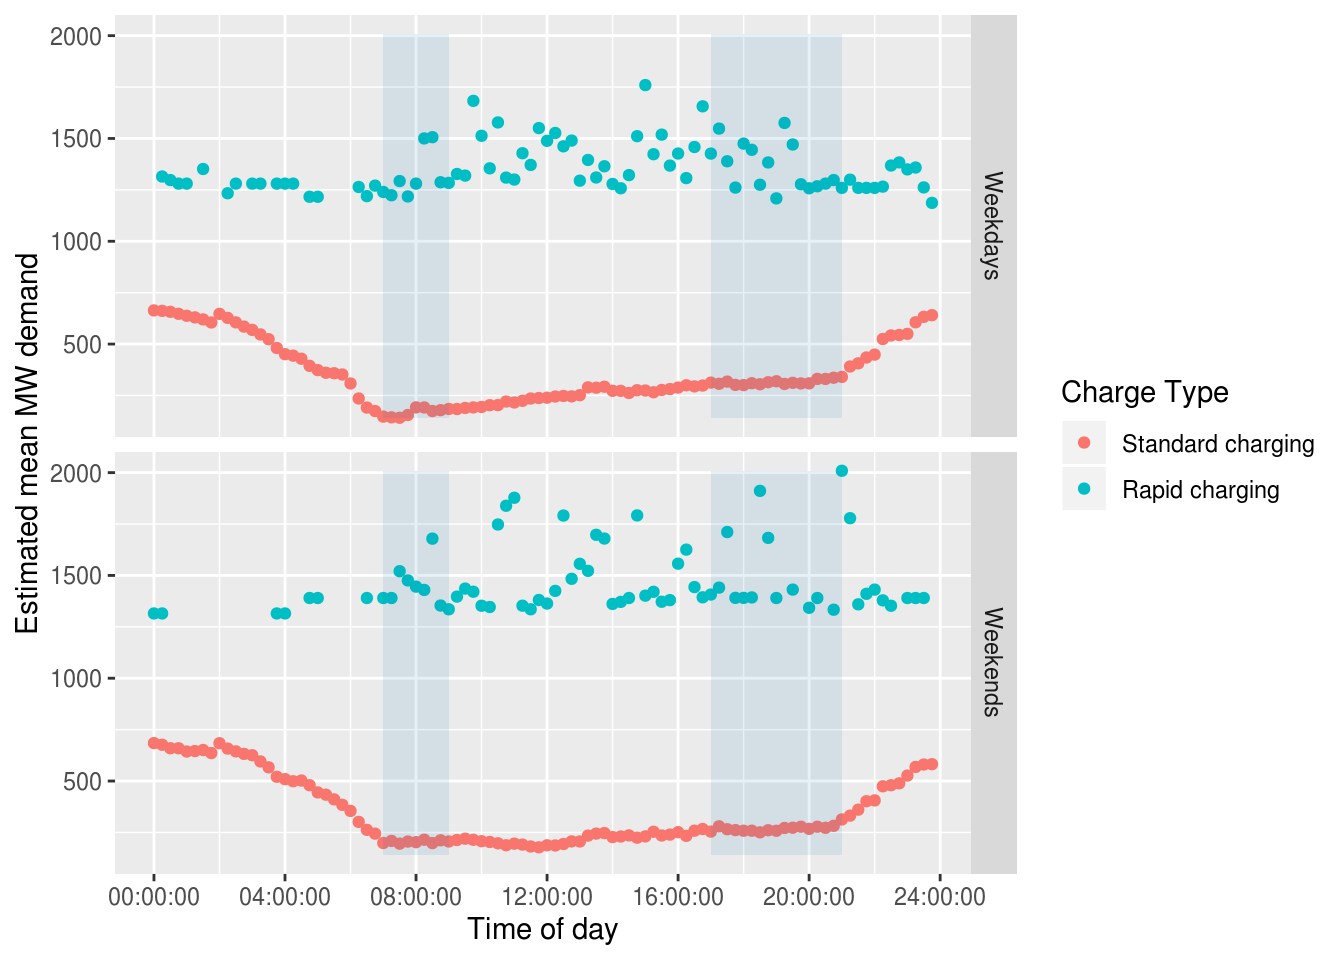 2000
1500
1000
500
Weekdays
2000
1500
1000
500
Weekends
Estimated mean MW demand
00:00:00 04:00:00 08:00:00 12:00:00 16:00:00 20:00:00 24:00:00
Time of day
Charge Type
Standard charging
Rapid charging